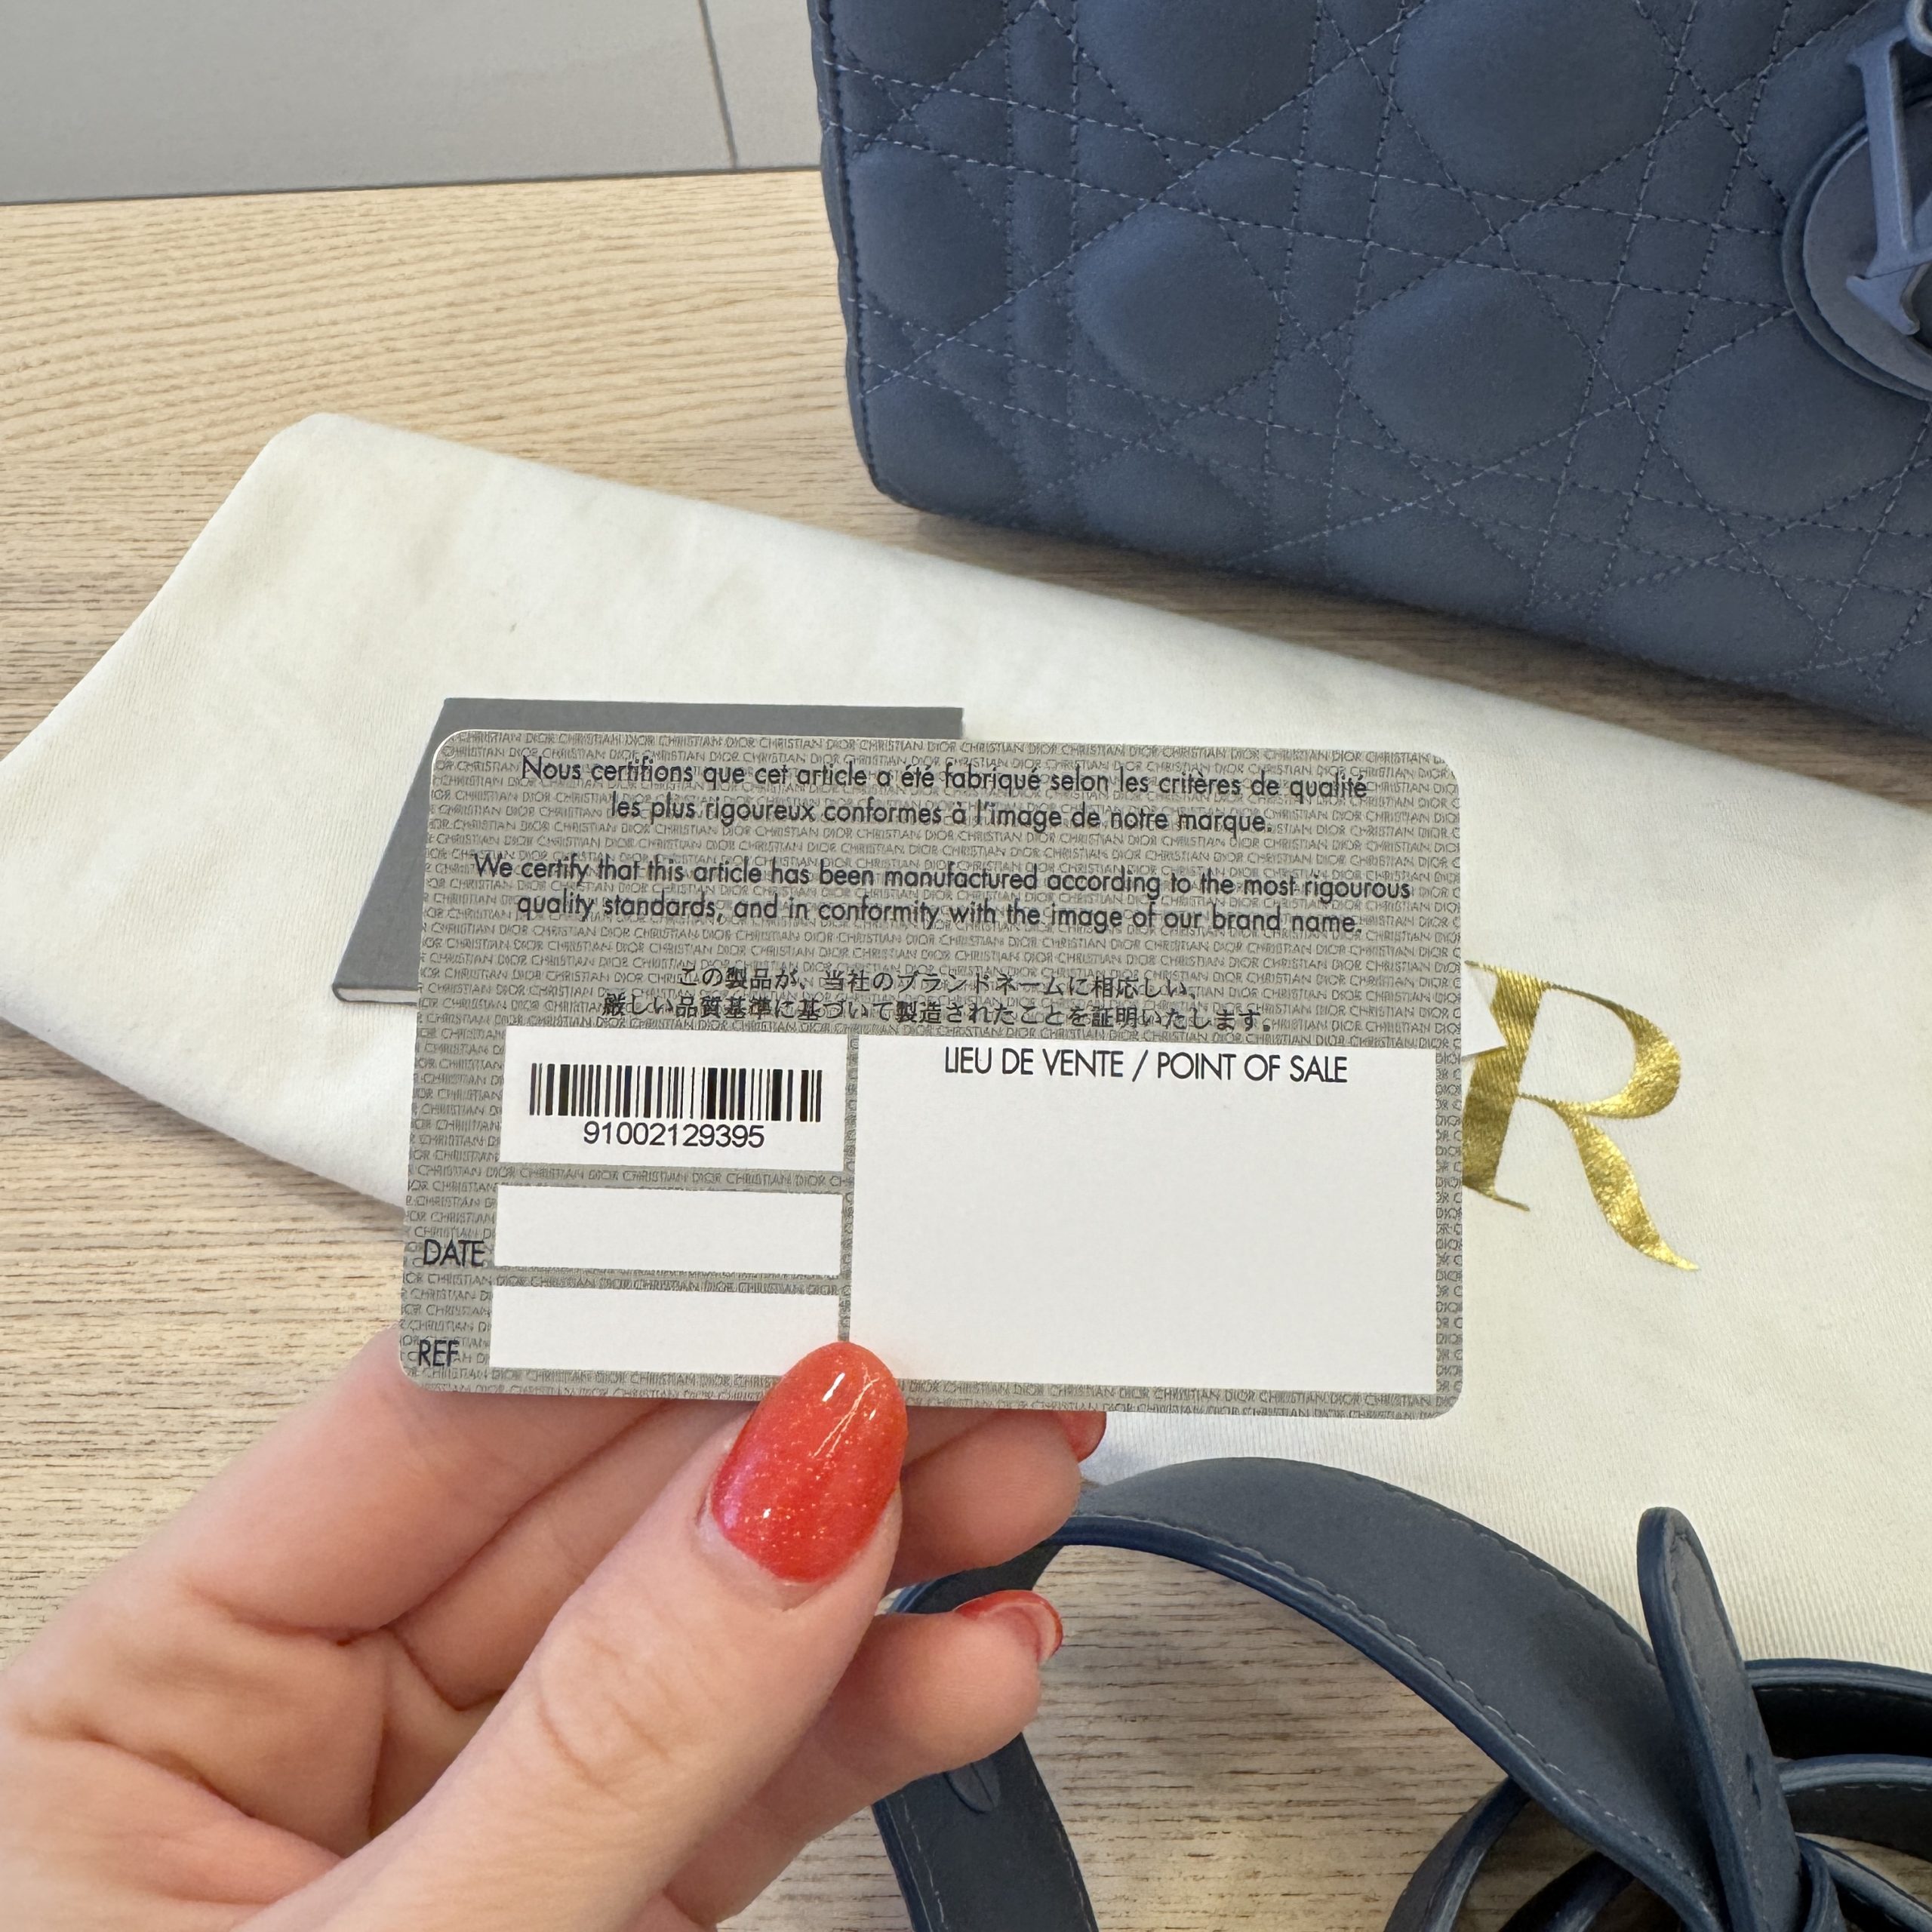 Nous certifions que cet article a été fabriqué selon les critères de qualité
les plus rigoureux conformes à l'image de notre marque.
We certify that this article has been manufactured according to the most rigourous
quality standards, and in conformity with the image of our brand name.
この製品が、当社のブランドネームに相応しい、
厳しい品質基準に基づいて製造されたことを証明いたします。
LIEU DE VENTE / POINT OF SALE
91002129395
DATE
REF
R
CHRISTIAN DIOR